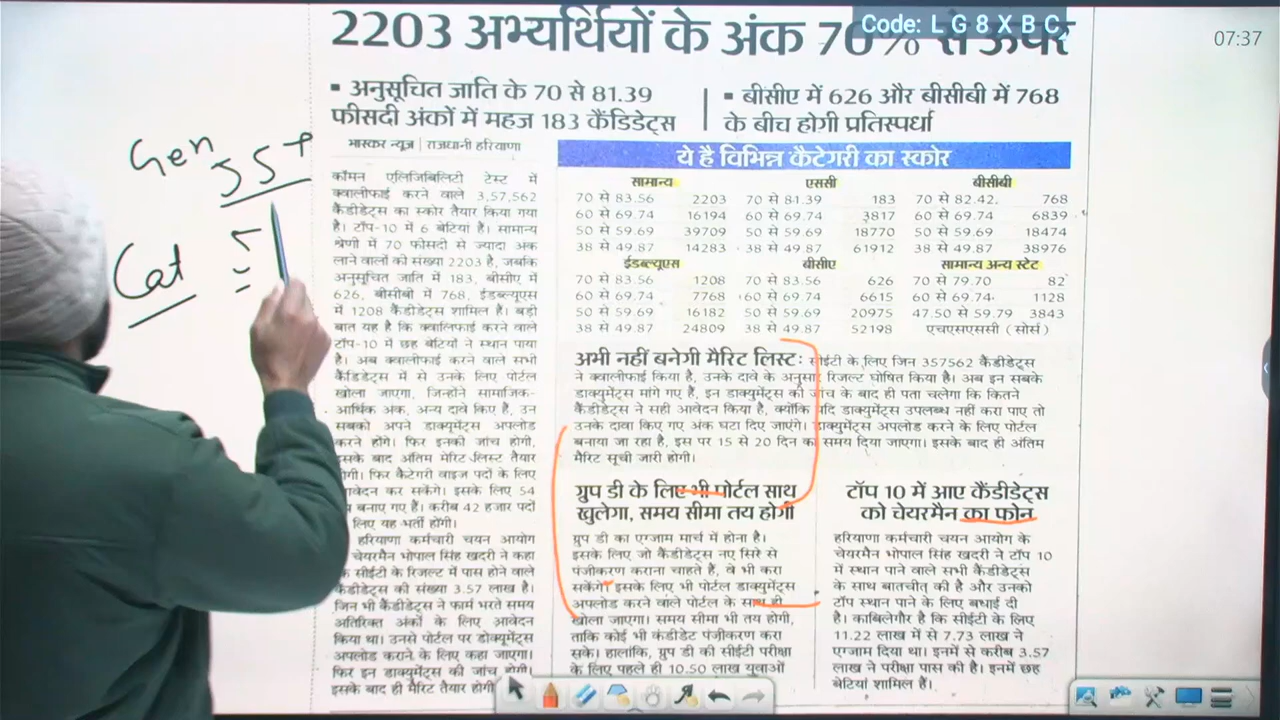 2203 अभ्यर्थियों के अंक 70% से ऊपर
Code: L G 8 X B C
07:37
▪ अनुसूचित जाति के 70 से 81.39
फीसदी अंकों में महज 183 कैंडिडेट्स
▪ बीसीए में 626 और बीसीबी में 768
के बीच होगी प्रतिस्पर्धा
Gen 55+
Cat 5
भास्कर न्यूज | राजधानी हरियाणा
कॉमन एलिजिबिलिटी टेस्ट में
क्वालीफाई करने वाले 3,57,562
कैंडीडेट्स का स्कोर तैयार किया गया
है। टॉप-10 में 6 बेटियां हैं। सामान्य
श्रेणी में 70 फीसदी से ज्यादा अंक
लाने वालों की संख्या 2203 है, जबकि
अनुसूचित जाति में 183, बीसीए में
626, बीसीबी में 768, ईडब्ल्यूएस
में 1208 कैंडीडेट्स शामिल हैं। बड़ी
बात यह है कि क्वालिफाई करने वाले
टॉप-10 में छह बेटियों ने स्थान पाया
है। अब क्वालीफाई करने वाले सभी
कैंडिडेट्स में से उनके लिए पोर्टल
खोला जाएगा, जिन्होंने सामाजिक-
आर्थिक अंक, अन्य दावे किए हैं, उन
सबको अपने डाक्यूमेंट्स अपलोड
करने होंगे। फिर इनकी जांच होगी,
इसके बाद अंतिम मेरिट लिस्ट तैयार
होगी। फिर कैटेगरी वाइज पदों के लिए
आवेदन कर सकेंगे। इसके लिए 54
बनाए गए हैं। करीब 42 हजार पदों
लिए यह भर्ती होंगी।
हरियाणा कर्मचारी चयन आयोग
चेयरमैन भोपाल सिंह खदरी ने कहा
कि सीईटी के रिजल्ट में पास होने वाले
कैंडीडेट्स की संख्या 3.57 लाख है।
जिन भी कैंडीडेट्स ने फार्म भरते समय
अतिरिक्त अंकों के लिए आवेदन
किया था। उनसे पोर्टल पर डोक्यूमेंट्स
अपलोड कराने के लिए कहा जाएगा।
फिर इन डाक्यूमेंट्स की जांच होगी।
इसके बाद ही मैरिट तैयार होगी
ये है विभिन्न कैटेगरी का स्कोर
सामान्य एससी बीसीबी
70 से 83.56 2203 70 से 81.39 183 70 से 82.42. 768
60 से 69.74 16194 60 से 69.74 3817 60 से 69.74 6839
50 से 59.69 39709 50 से 59.69 18770 50 से 59.69 18474
38 से 49.87 14283 38 से 49.87 61912 38 से 49.87 38976
ईडब्ल्यूएस बीसीए सामान्य अन्य स्टेट
70 से 83.56 1208 70 से 83.56 626 70 से 79.70 82
60 से 69.74 7768 60 से 69.74 6615 60 से 69.74 1128
50 से 59.69 16182 50 से 59.69 20975 47.50 से 59.79 3843
38 से 49.87 24809 38 से 49.87 52198 एचएसएससी (सोर्स)
अभी नहीं बनेगी मैरिट लिस्ट: सीईटी के लिए जिन 357562 कैंडीडेट्स
ने क्वालीफाई किया है, उनके दावे के अनुसार रिजल्ट घोषित किया है। अब इन सबके
डाक्यूमेंट्स मांगे गए हैं, इन डाक्यूमेंट्स की जांच के बाद ही पता चलेगा कि कितने
कैंडीडेट्स ने सही आवेदन किया है, क्योंकि यदि डाक्यूमेंट्स उपलब्ध नहीं करा पाए तो
उनके दावा किए गए अंक घटा दिए जाएंगे। डाक्यूमेंट्स अपलोड करने के लिए पोर्टल
बनाया जा रहा है, इस पर 15 से 20 दिन का समय दिया जाएगा। इसके बाद ही अंतिम
मैरिट सूची जारी होगी।
ग्रुप डी के लिए भी पोर्टल साथ
खुलेगा, समय सीमा तय होगी
ग्रुप डी का एग्जाम मार्च में होना है।
इसके लिए जो कैंडीडेट्स नए सिरे से
पंजीकरण कराना चाहते हैं, वे भी करा
सकेंगे। इसके लिए भी पोर्टल डाक्युमेंट्स
अपलोड करने वाले पोर्टल के साथ ही
खोला जाएगा। समय सीमा भी तय होगी,
ताकि कोई भी कंडीडेट पंजीकरण करा
सके। हालांकि, ग्रुप डी की सीईटी परीक्षा
के लिए पहले ही 10.50 लाख युवाओं
टॉप 10 में आए कैंडीडेट्स
को चेयरमैन का फोन
हरियाणा कर्मचारी चयन आयोग के
चेयरमैन भोपाल सिंह खदरी ने टॉप 10
में स्थान पाने वाले सभी कैंडीडेट्स
के साथ बातचीत की है और उनको
टॉप स्थान पाने के लिए बधाई दी
है। काबिलेगौर है कि सीईटी के लिए
11.22 लाख में से 7.73 लाख ने
एग्जाम दिया था। इनमें से करीब 3.57
लाख ने परीक्षा पास की है। इनमें छह
बेटियां शामिल हैं।